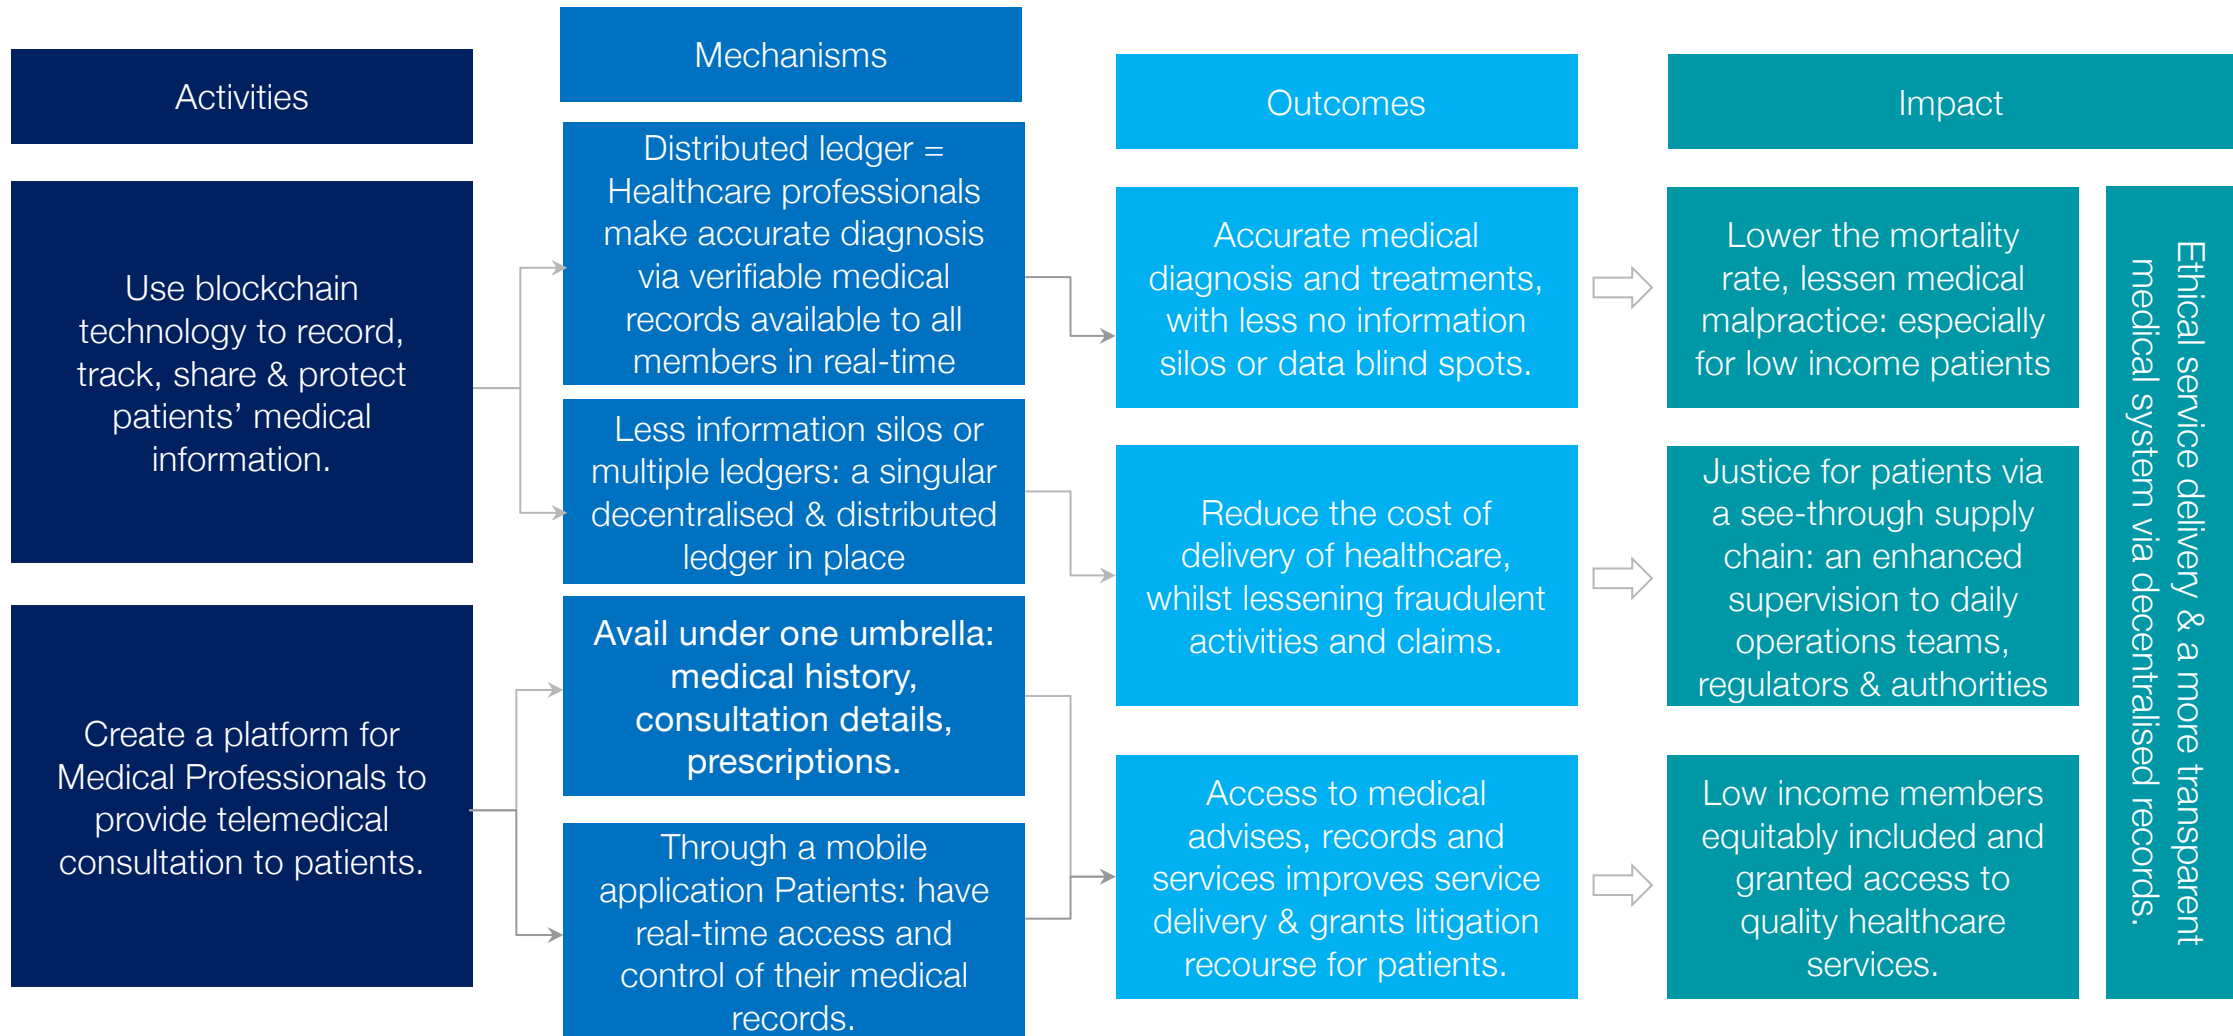 Activities
Mechanisms
Outcomes
Impact
Use blockchain
technology to record,
track, share & protect
patients’ medical
information.
Create a platform for
Medical Professionals to
provide telemedical
consultation to patients.
Distributed ledger =
Healthcare professionals
make accurate diagnosis
via verifiable medical
records available to all
members in real-time
Less information silos or
multiple ledgers: a singular
decentralised & distributed
ledger in place
Avail under one umbrella:
medical history,
consultation details,
prescriptions.
Through a mobile
application Patients: have
real-time access and
control of their medical
records.
Accurate medical
diagnosis and treatments,
with less no information
silos or data blind spots.
Reduce the cost of
delivery of healthcare,
whilst lessening fraudulent
activities and claims.
Access to medical
advises, records and
services improves service
delivery & grants litigation
recourse for patients.
Lower the mortality
rate, lessen medical
malpractice: especially
for low income patients
Justice for patients via
a see-through supply
chain: an enhanced
supervision to daily
operations teams,
regulators & authorities
Low income members
equitably included and
granted access to
quality healthcare
services.
Ethical service delivery & a more transparent
medical system via decentralised records.